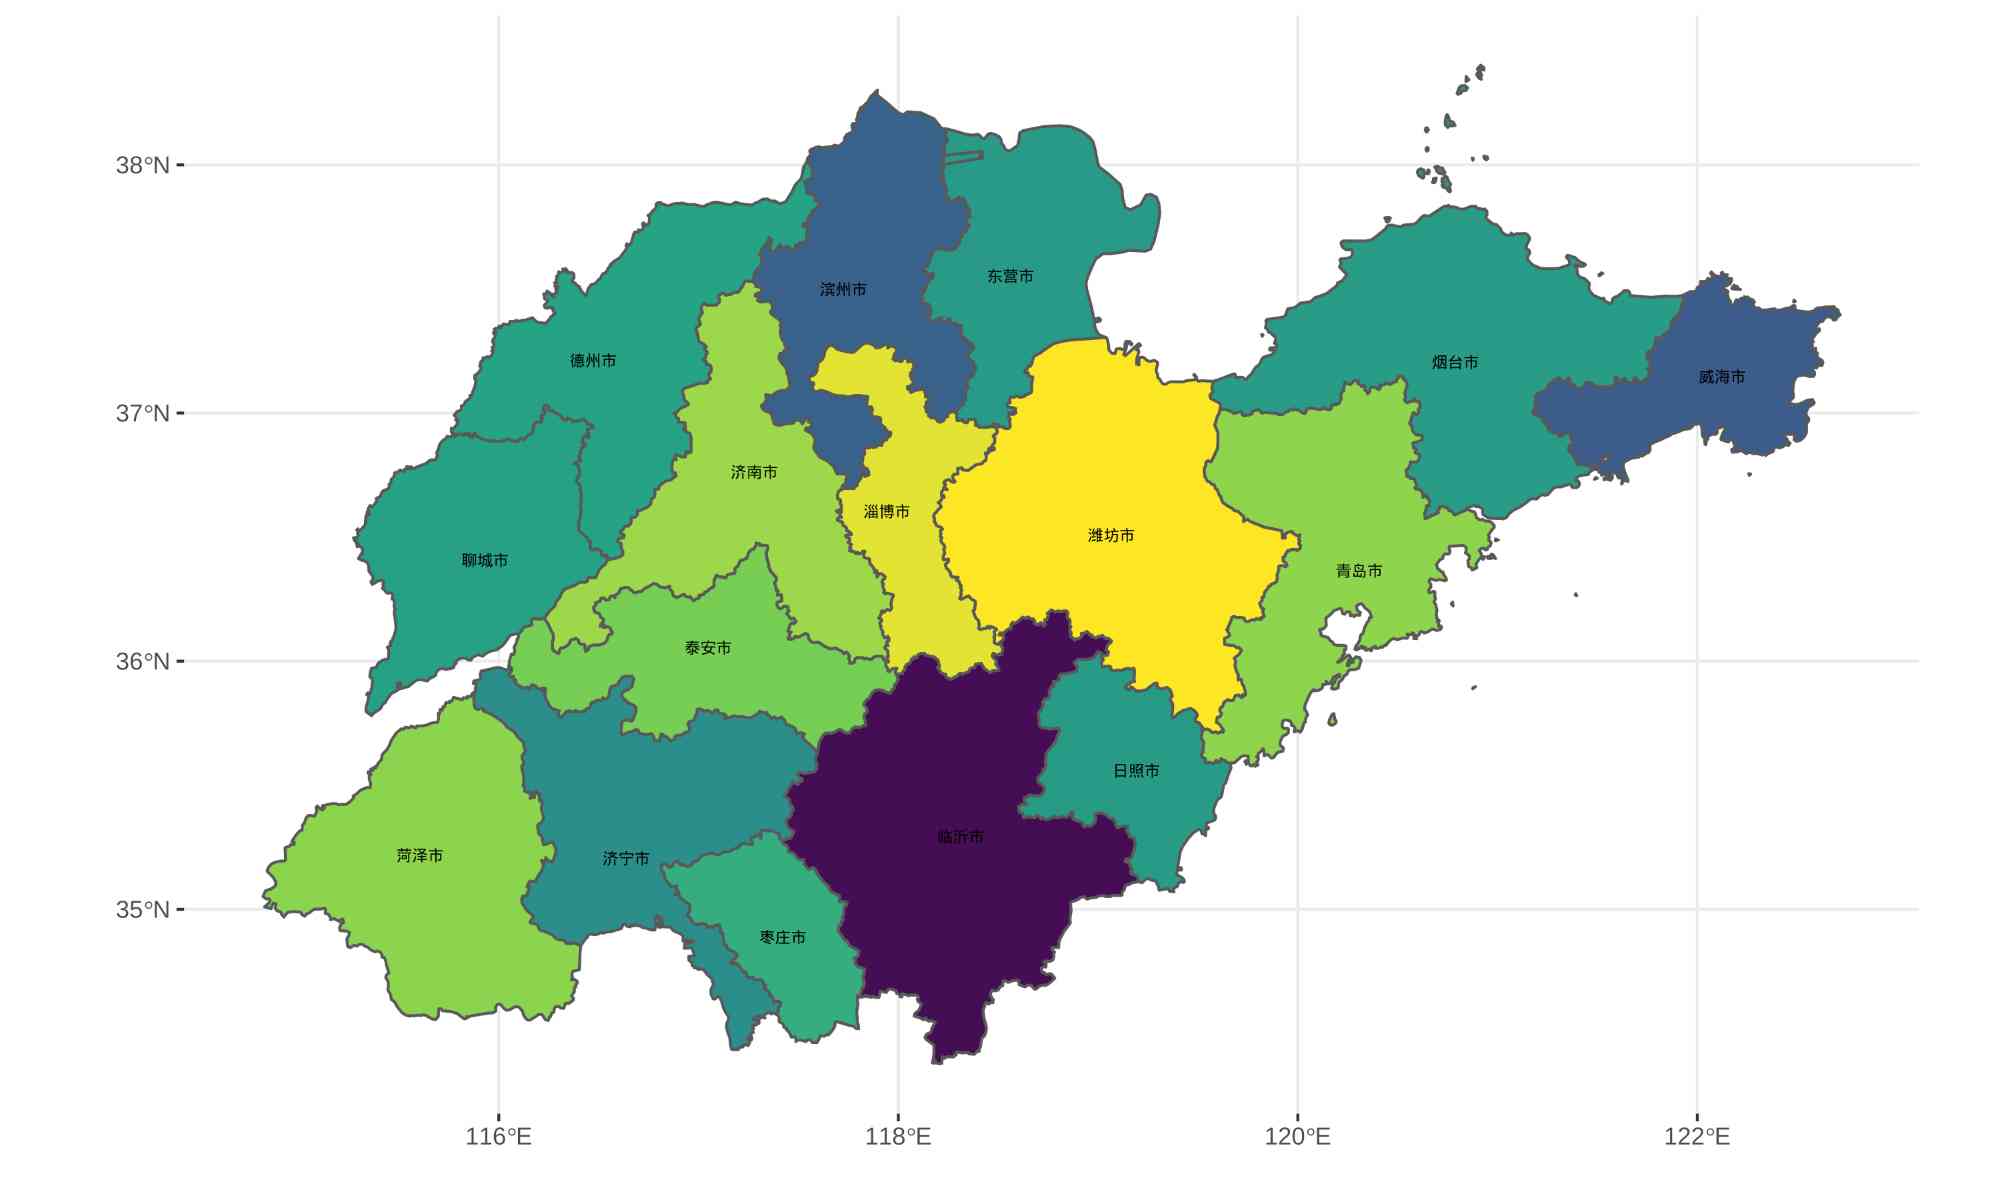 38°N
37°N
36°N
35°N
滨州市
东营市
德州市
烟台市
威海市
济南市
淄博市
潍坊市
聊城市
青岛市
泰安市
日照市
临沂市
菏泽市
济宁市
枣庄市
116°E
118°E
120°E
122°E